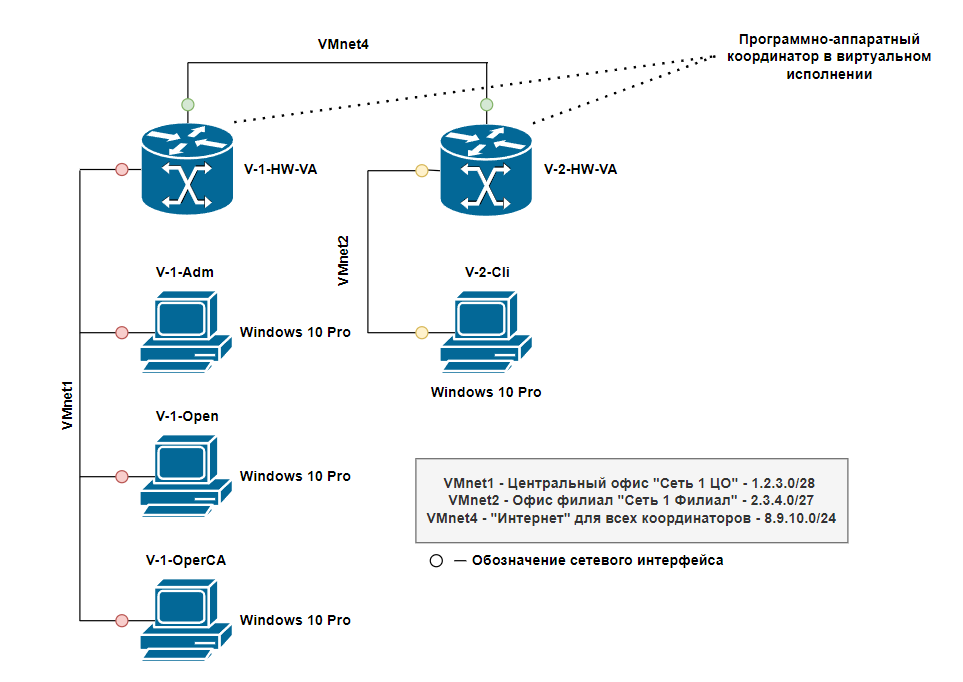 VMnet4
Программно-аппаратный
координатор в виртуальном
исполнении
V-1-HW-VA
V-2-HW-VA
VMnet2
V-1-Adm
V-2-Cli
Windows 10 Pro
Windows 10 Pro
VMnet1
V-1-Open
Windows 10 Pro
VMnet1 - Центральный офис "Сеть 1 ЦО" - 1.2.3.0/28
VMnet2 - Офис филиал "Сеть 1 Филиал" - 2.3.4.0/27
VMnet4 - "Интернет" для всех координаторов - 8.9.10.0/24
— Обозначение сетевого интерфейса
V-1-OperCA
Windows 10 Pro